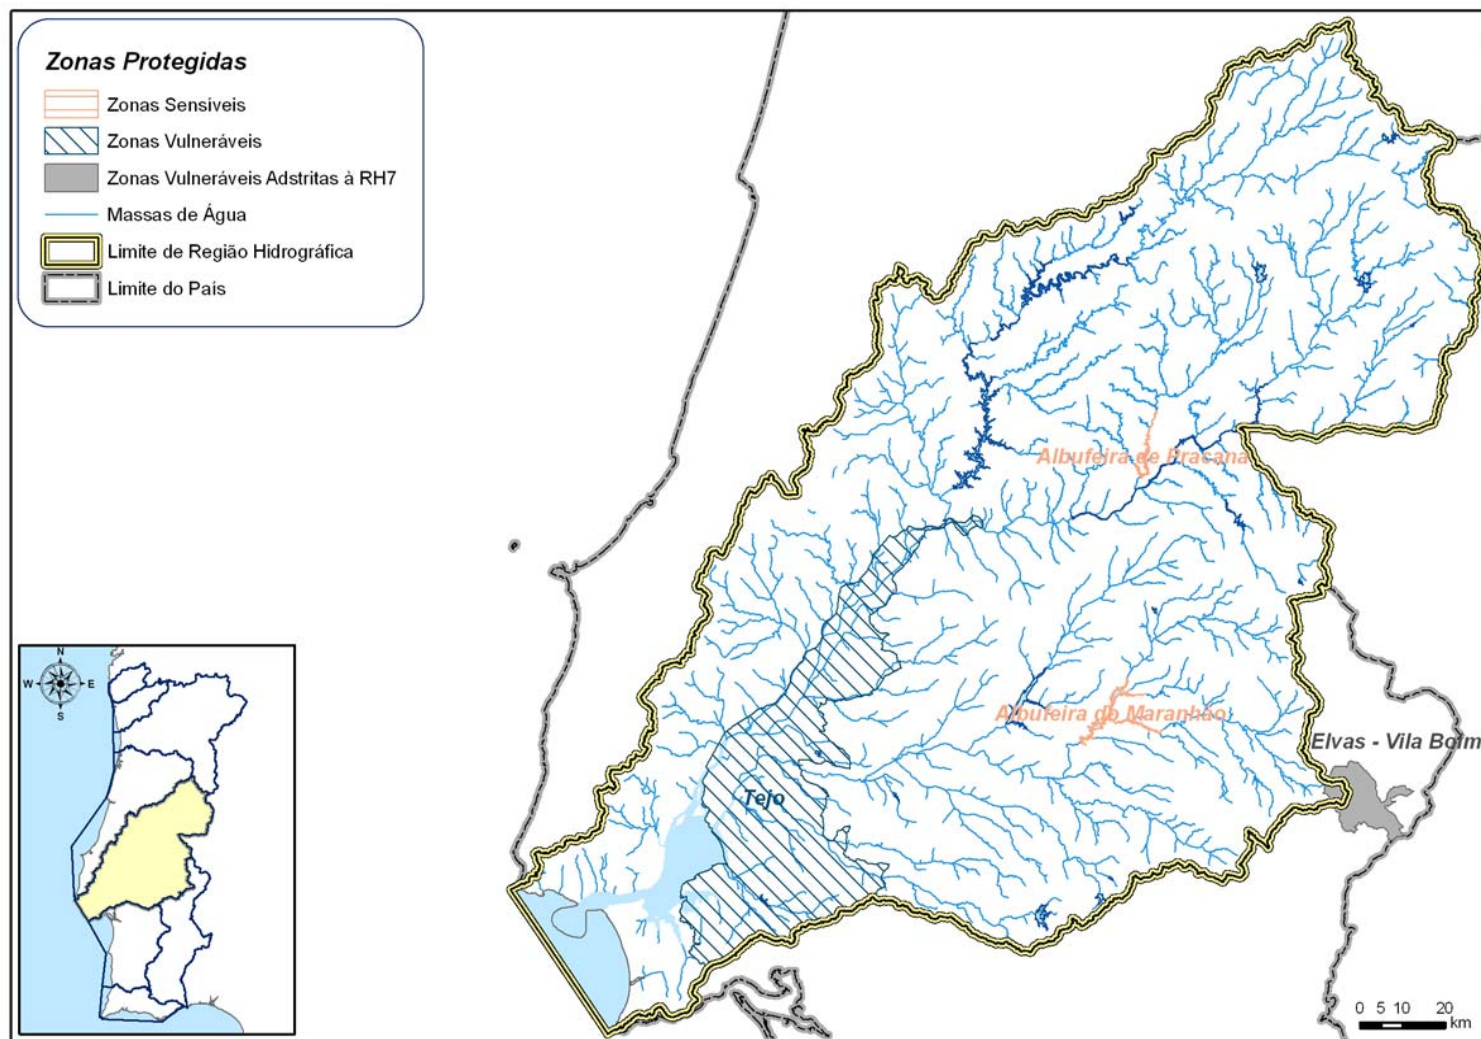 Zonas Protegidas
Zonas Sensíveis
Zonas Vulneráveis
Zonas Vulneráveis Adstritas à RH7
Massas de Água
Limite de Região Hidrográfica
Limite do País
Albufeira de Pracana
Albufeira do Maranhão
Elvas - Vila Boim
Tejo
N
W E
S
0 5 10 20
km